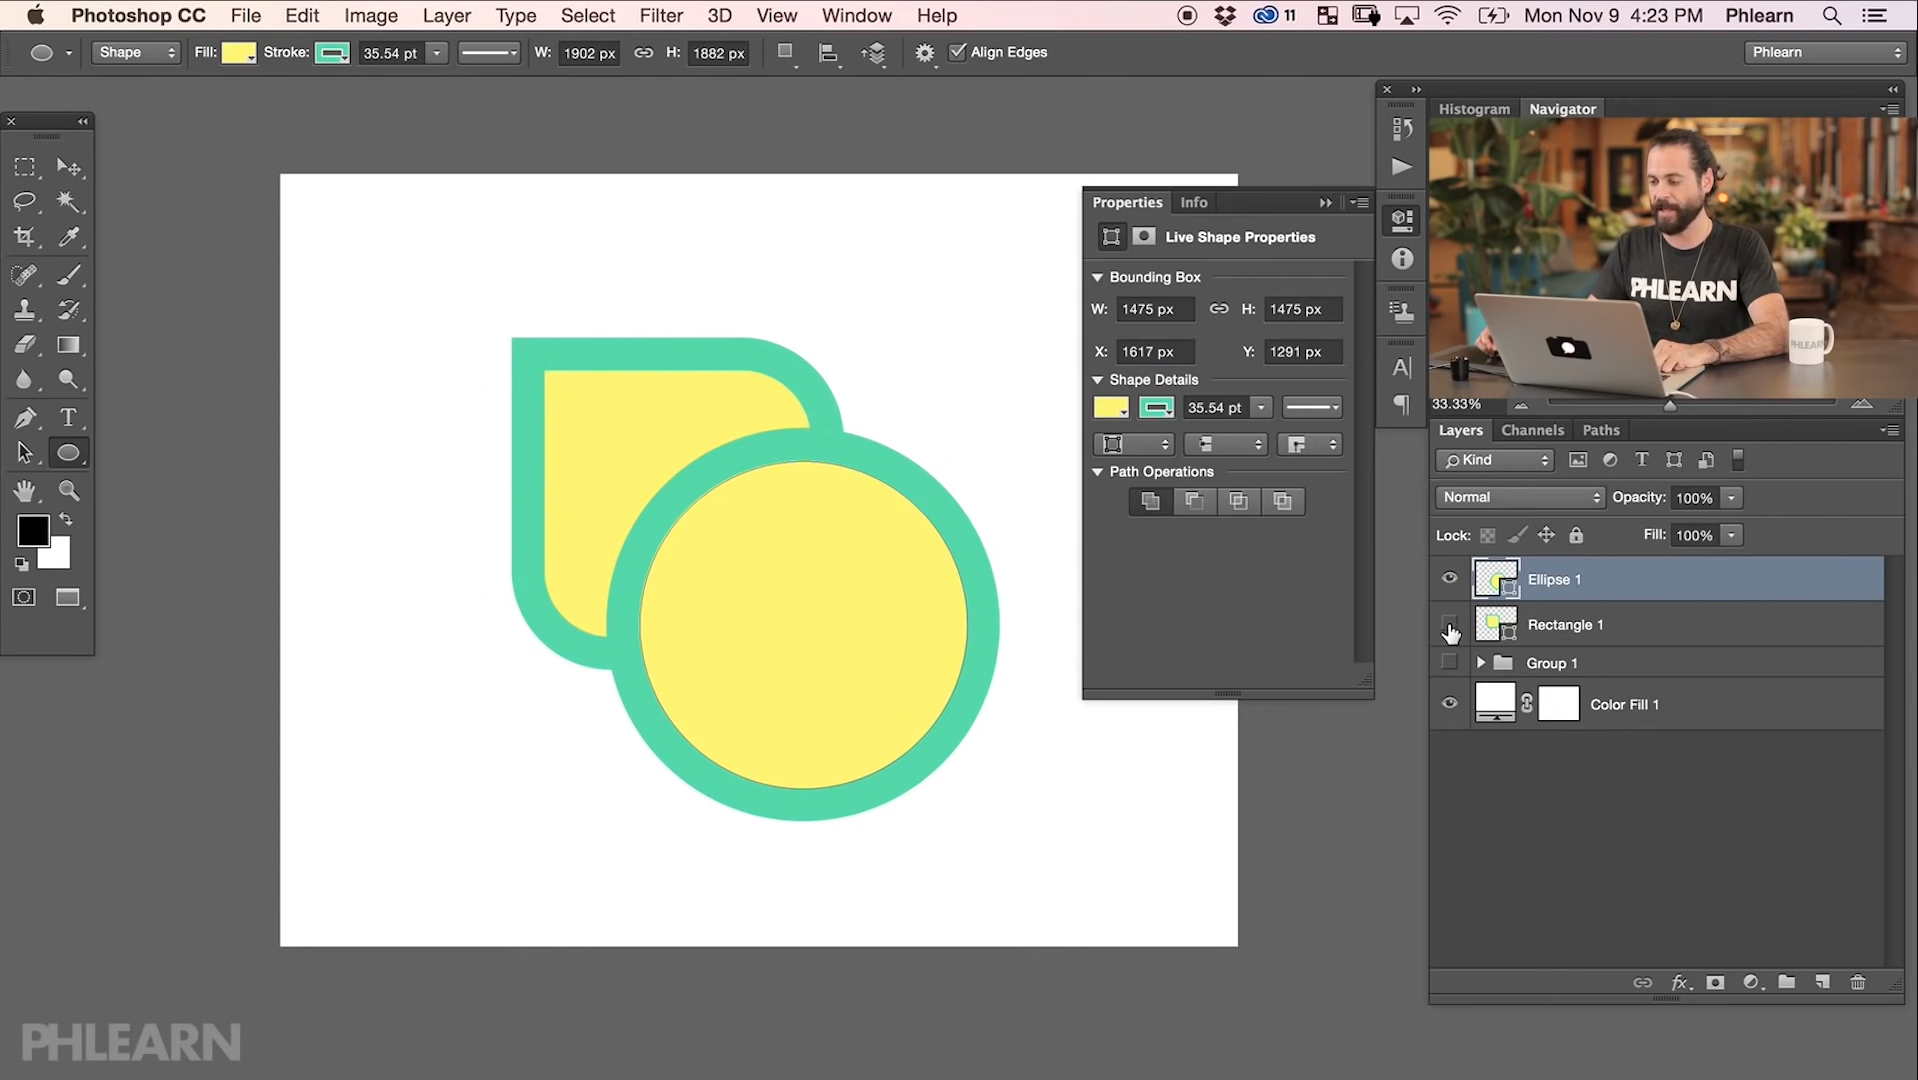 Photoshop CC File Edit Image Layer Type Select Filter 3D View Window Help 11 Mon Nov 9 4:23 PM Phlearn
Shape Fill: Stroke: 35.54 pt W: 1902 px H: 1882 px Align Edges Phlearn
Histogram Navigator
PHLEARN
PHLEARN
33.33%
Properties Info
Live Shape Properties
Bounding Box
W: 1475 px H: 1475 px
X: 1617 px Y: 1291 px
Shape Details
35.54 pt
Path Operations
Layers Channels Paths
Kind
Normal Opacity: 100%
Lock: Fill: 100%
Ellipse 1
Rectangle 1
Group 1
Color Fill 1
fx
PHLEARN